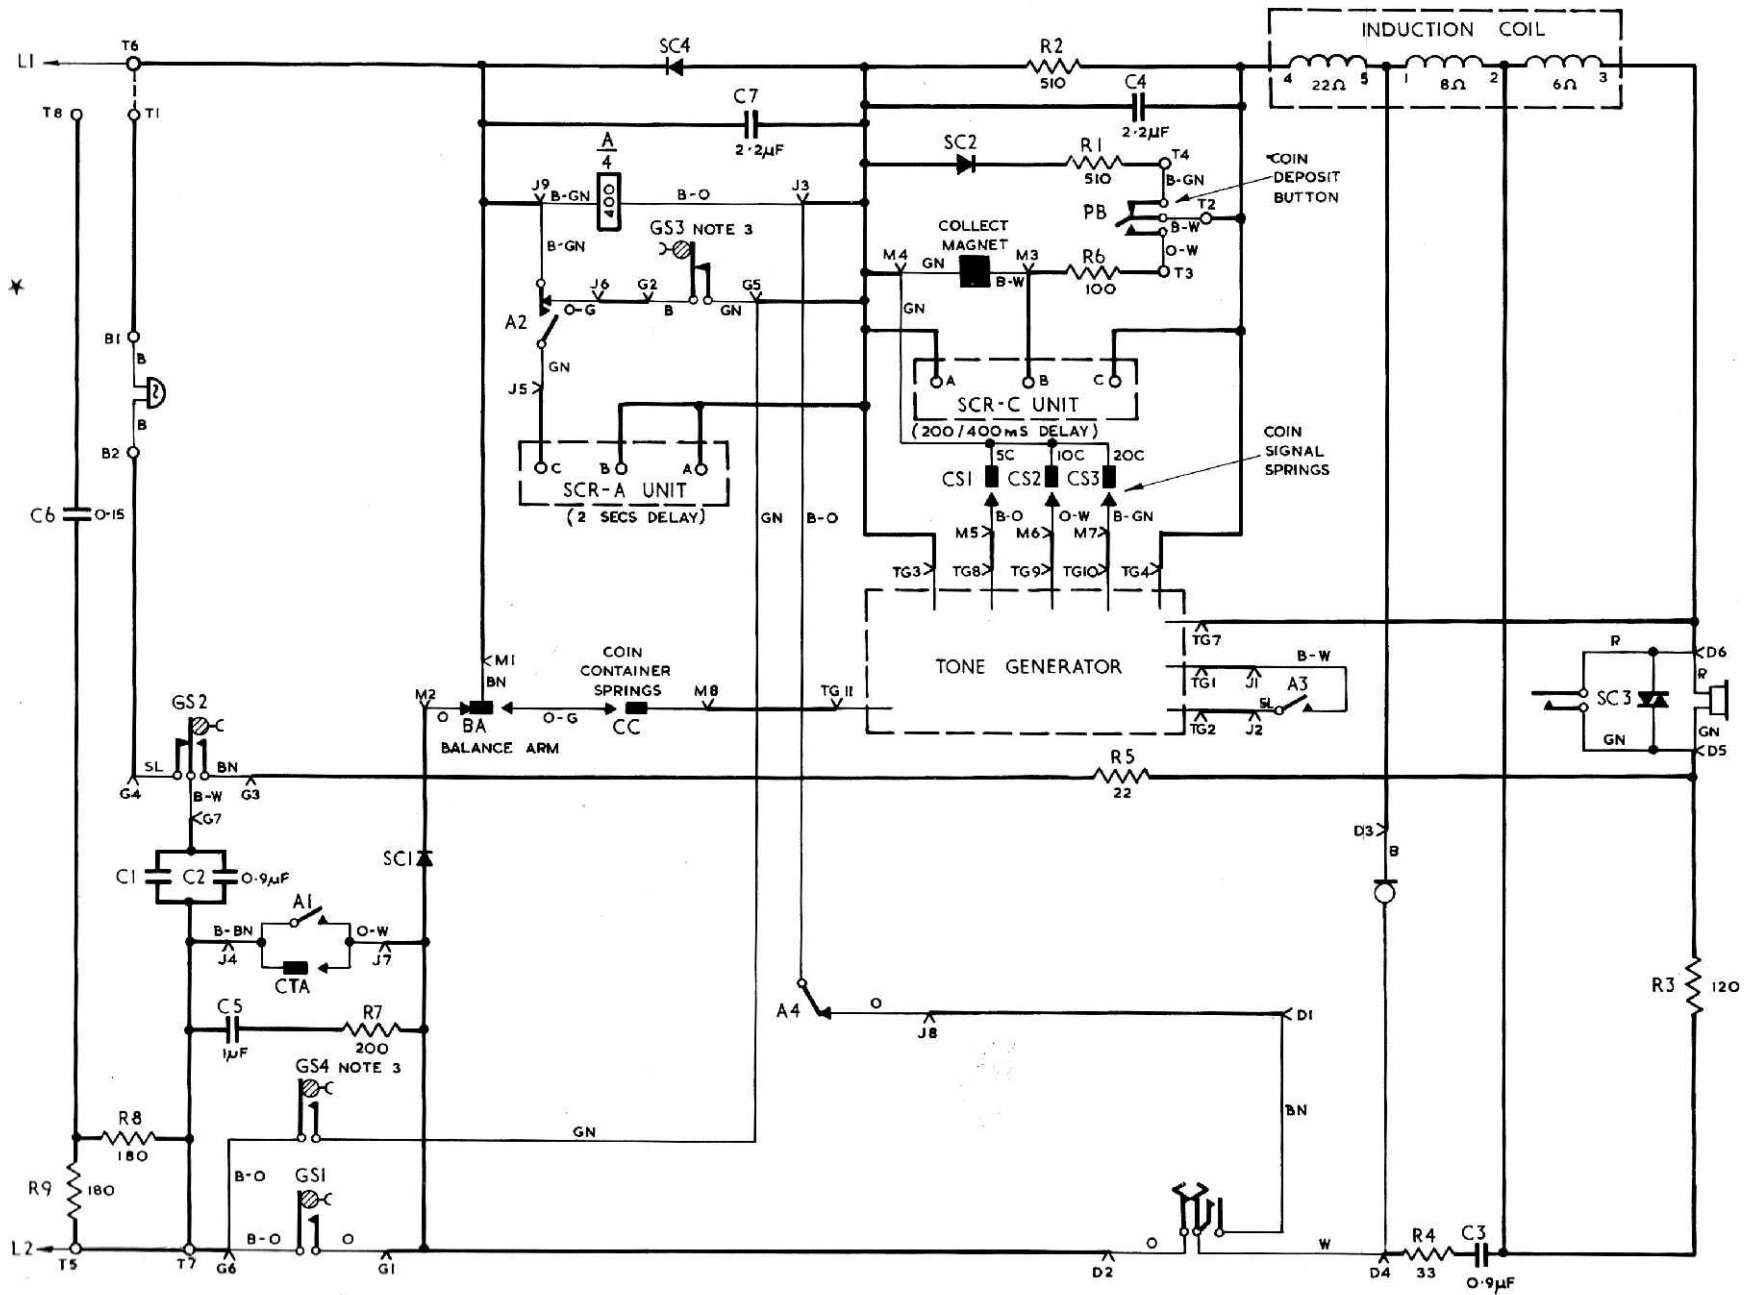 INDUCTION COIL
T6
SC4
R2
L1
4 22Ω 5
1 8Ω 2
6Ω 3
510
C7
C4
T8
T1
2·2µF
2·2µF
A
4
SC2
R1
T4
COIN
DEPOSIT
BUTTON
510
B-GN
J9
B-GN
400
B-O
J3
PB
T2
B-W
GS3 NOTE 3
COLLECT
MAGNET
B-GN
O-W
M4
GN
M3
B-W
R6
T3
100
J6
G2
G5
O-G
B
GN
GN
A2
B1
GN
B
J5
A
B
C
SCR-C UNIT
(200/400mS DELAY)
B
B2
5C
10C
20C
COIN
SIGNAL
SPRINGS
C
B
A
SCR-A UNIT
(2 SECS DELAY)
CS1
CS2
CS3
C6
0·15
GN
B-O
B-O
O-W
B-GN
M5
M6
M7
TG3
TG8
TG9
TG10
TG4
TONE GENERATOR
TG7
R
D6
M1
BN
COIN
CONTAINER
SPRINGS
B-W
TG1
J1
A3
R
M2
O
M8
TG11
SL
SC3
GS2
BA
O-G
CC
TG2
J2
GN
GN
BALANCE ARM
D5
SL
BN
R5
G4
B-W
G3
22
G7
D3
B
C1
C2
0·9µF
SC1
A1
B-BN
O-W
J4
J7
CTA
R3
120
C5
R7
A4
O
J8
D1
1µF
200
GS4 NOTE 3
R8
GN
BN
180
R9
180
B-O
GS1
L2
B-O
O
O
W
R4
C3
T5
T7
G6
G1
D2
D4
33
0·9µF